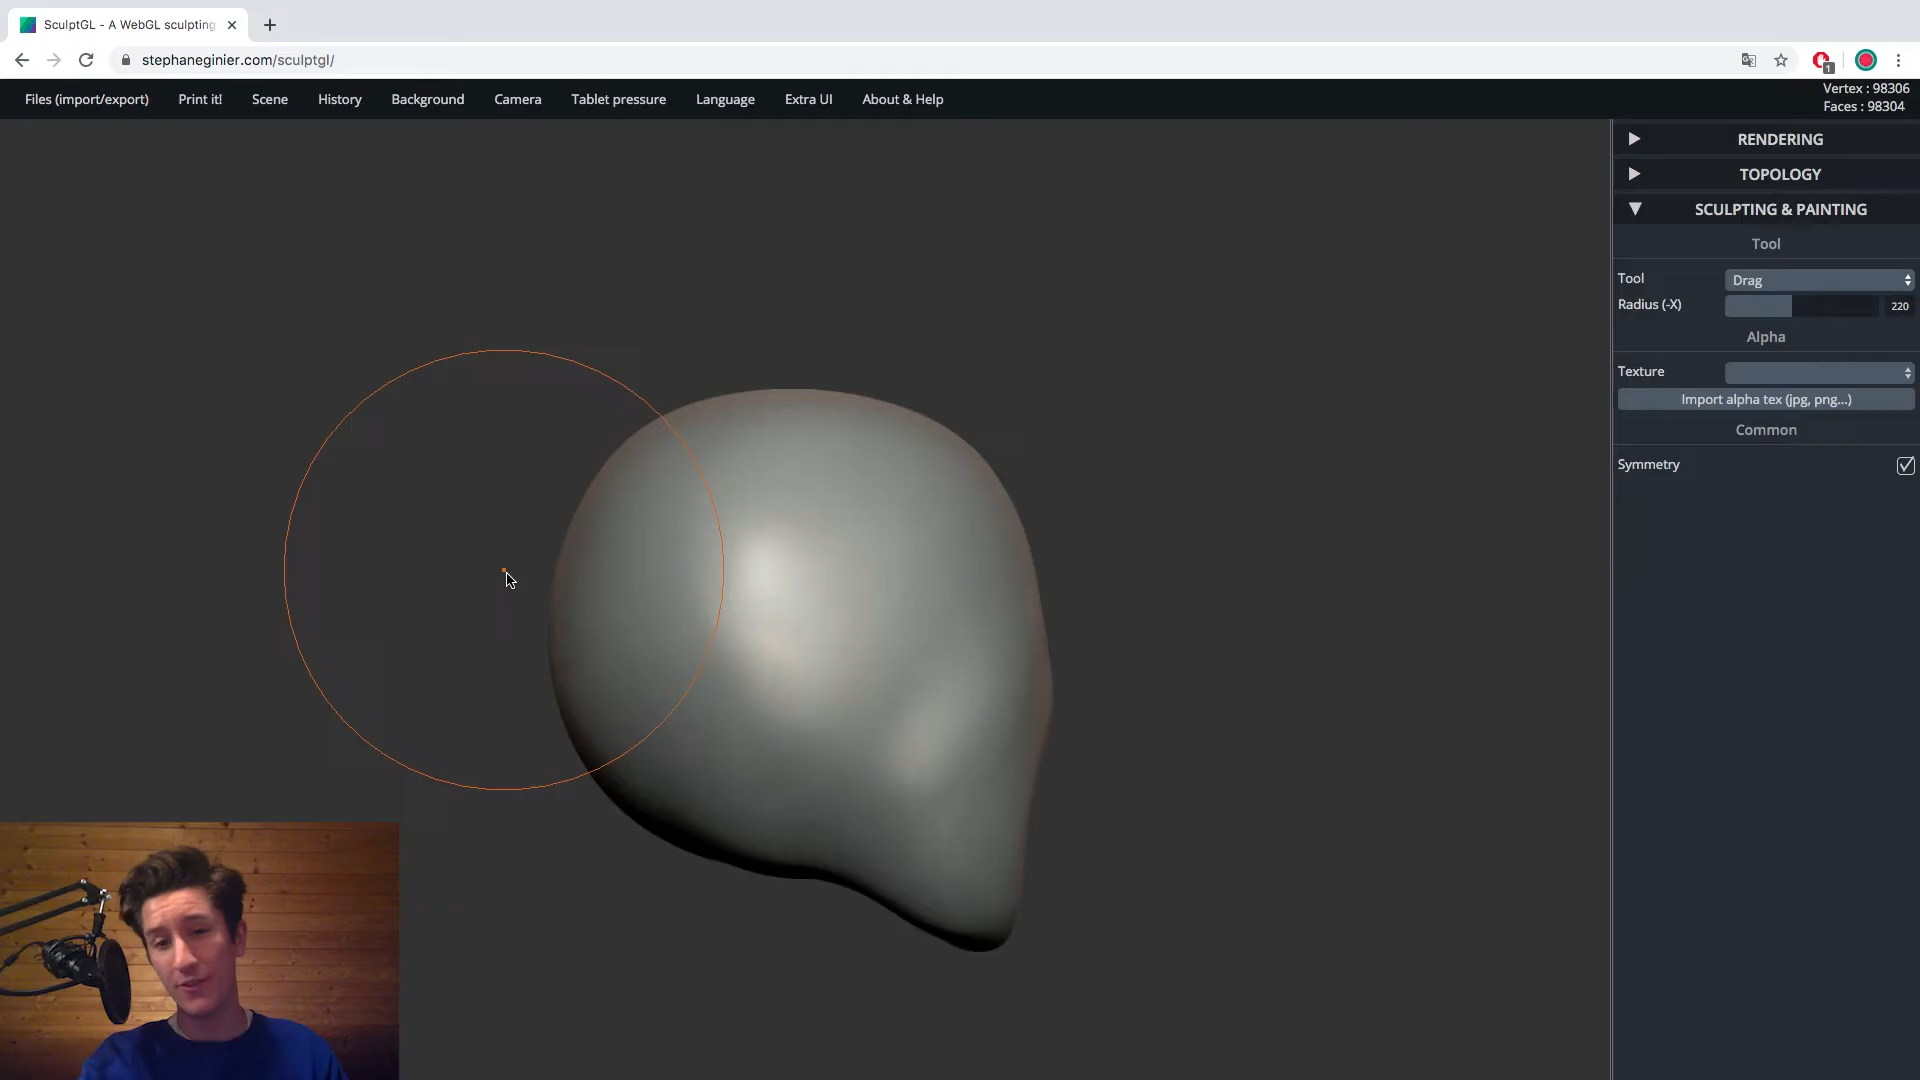 SculptGL - A WebGL sculpting
stephaneginier.com/sculptgl/
1
Files (import/export) Print it! Scene History Background Camera Tablet pressure Language Extra UI About & Help
Vertex : 98306
Faces : 98304
RENDERING
TOPOLOGY
SCULPTING & PAINTING
Tool
Tool Drag
Radius (-X) 220
Alpha
Texture
Import alpha tex (jpg, png...)
Common
Symmetry